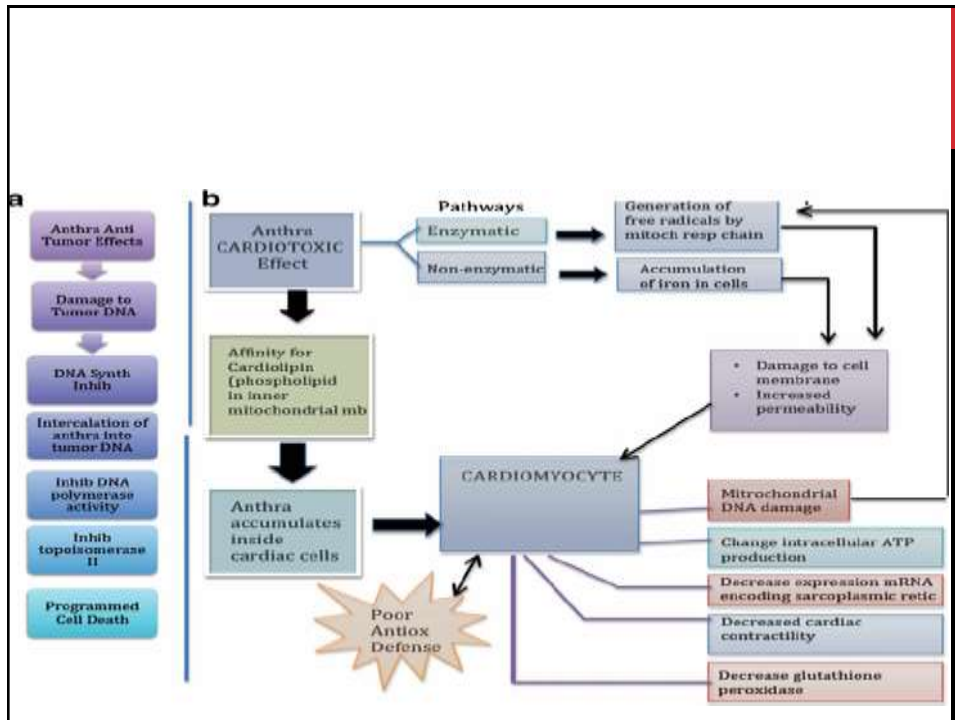 a
Anthra Anti
Tumor Effects
Damage to
Tumor DNA
DNA Synth
Inhib
Intercalation of
anthra into
tumor DNA
Inhib DNA
polymerase
activity
Inhib
topoisomerase
II
Programmed
Cell Death
b
Anthra
CARDIOTOXIC
Effect
Pathways
Enzymatic
Non-enzymatic
Generation of
free radicals by
mitoch resp chain
Accumulation
of iron in cells
Affinity for
Cardiolipin
(phospholipid
in inner
mitochondrial mb
• Damage to cell
membrane
• Increased
permeability
Anthra
accumulates
inside
cardiac cells
CARDIOMYOCYTE
Poor
Antiox
Defense
Mitrochondrial
DNA damage
Change intracellular ATP
production
Decrease expression mRNA
encoding sarcoplasmic retic
Decreased cardiac
contractility
Decrease glutathione
peroxidase